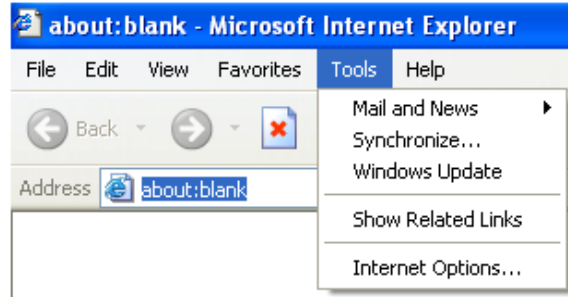 about:blank - Microsoft Internet Explorer
File Edit View Favorites Tools Help
Back
Address about:blank
Mail and News
Synchronize...
Windows Update
Show Related Links
Internet Options...